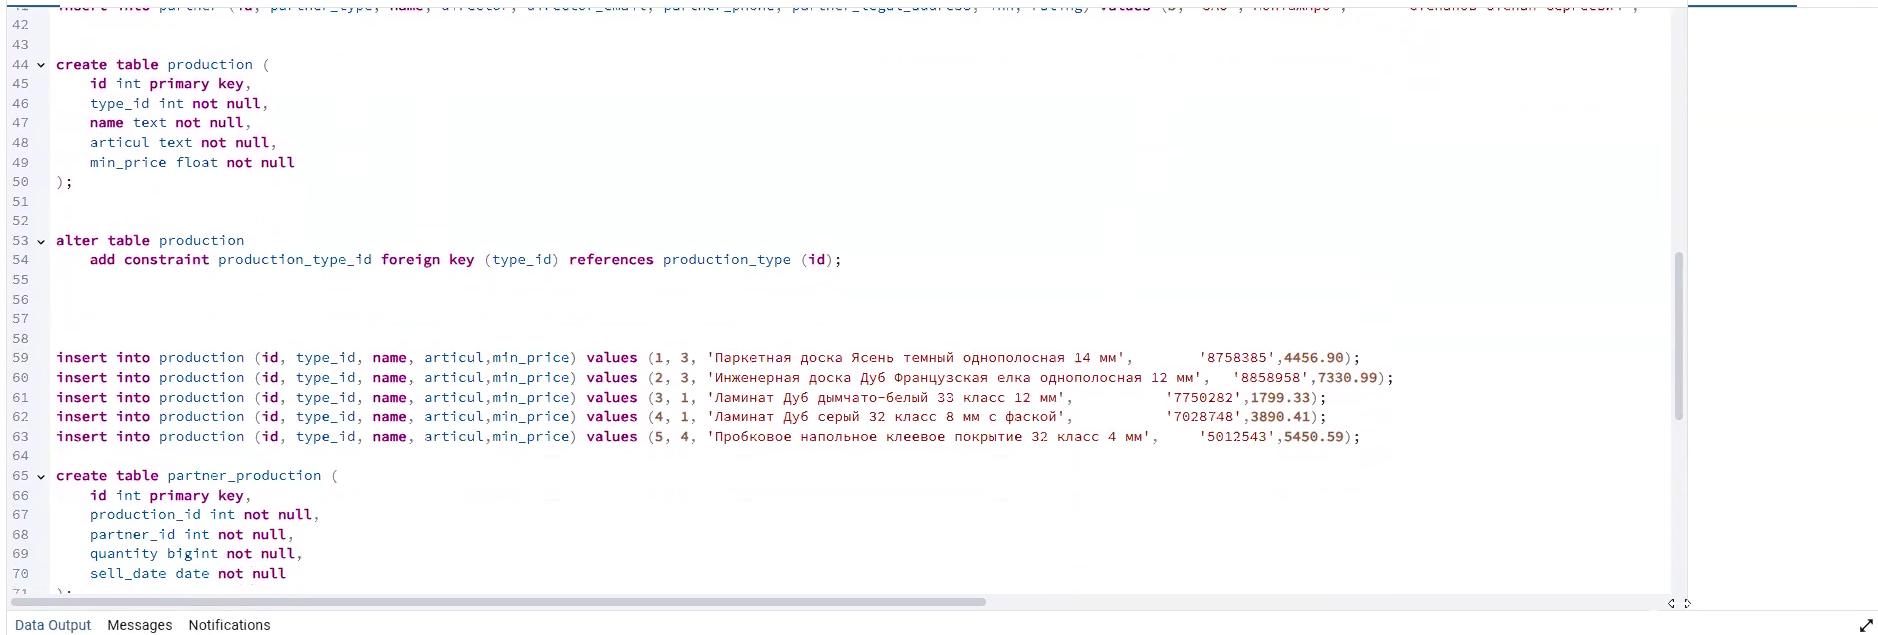 42
43
44 create table production (
45 id int primary key,
46 type_id int not null,
47 name text not null,
48 articul text not null,
49 min_price float not null
50 );
51
52
53 alter table production
54 add constraint production_type_id foreign key (type_id) references production_type (id);
55
56
57
58
59 insert into production (id, type_id, name, articul,min_price) values (1, 3, 'Паркетная доска Ясень темный однополосная 14 мм', '8758385',4456.90);
60 insert into production (id, type_id, name, articul,min_price) values (2, 3, 'Инженерная доска Дуб Французская елка однополосная 12 мм', '8858958',7330.99);
61 insert into production (id, type_id, name, articul,min_price) values (3, 1, 'Ламинат Дуб дымчато-белый 33 класс 12 мм', '7750282',1799.33);
62 insert into production (id, type_id, name, articul,min_price) values (4, 1, 'Ламинат Дуб серый 32 класс 8 мм с фаской', '7028748',3890.41);
63 insert into production (id, type_id, name, articul,min_price) values (5, 4, 'Пробковое напольное клеевое покрытие 32 класс 4 мм', '5012543',5450.59);
64
65 create table partner_production (
66 id int primary key,
67 production_id int not null,
68 partner_id int not null,
69 quantity bigint not null,
70 sell_date date not null
71 );
Data Output Messages Notifications